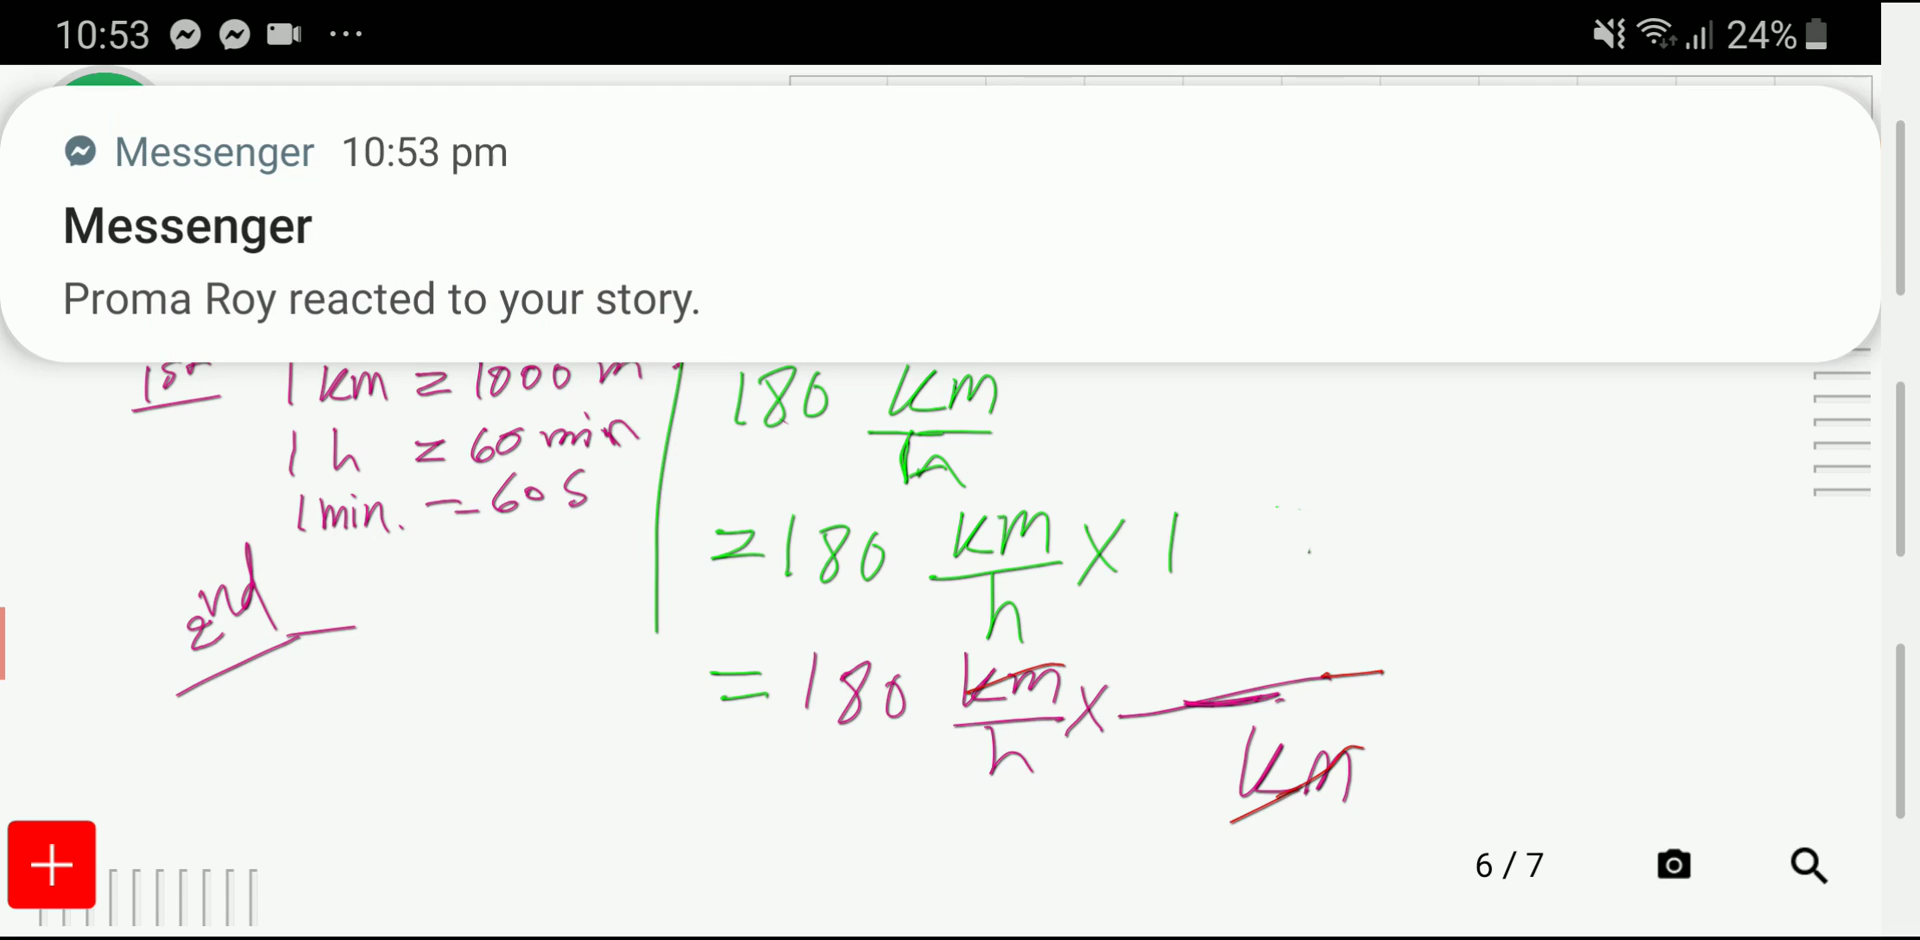 10:53 ... 24%
Messenger 10:53 pm
Messenger
Proma Roy reacted to your story.
1st 1 km = 1000 m
1 h = 60 min
1 min. = 60 S
2nd
180 km/h
= 180 km/h × 1
= 180 km/h × —/km
6 / 7